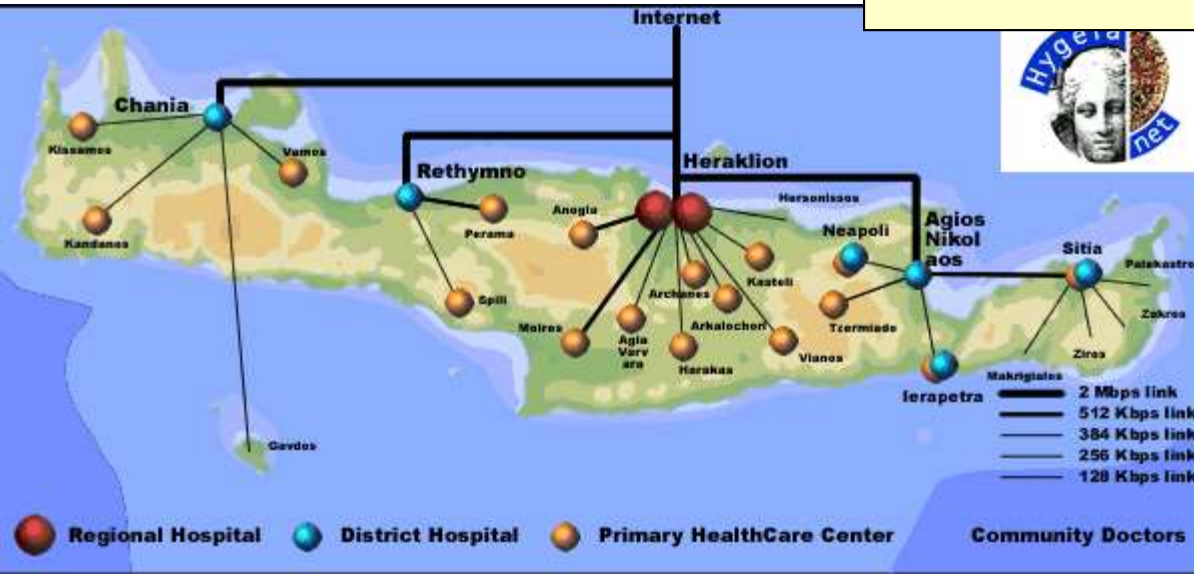 Internet
Hygeia
net
Chania
Kissamos
Vamos
Kandanos
Rethymno
Perama
Spili
Gavdos
Heraklion
Anogia
Hersonissos
Moires
Agia
Varv
ara
Archanes
Arkalochon
Harakas
Kasteli
Vianos
Neapoli
Agios
Nikol
aos
Tzermiado
Ierapetra
Sitia
Palekastro
Zakros
Ziros
Makrigialos
2 Mbps link
512 Kbps link
384 Kbps link
256 Kbps link
128 Kbps link
Regional Hospital
District Hospital
Primary HealthCare Center
Community Doctors